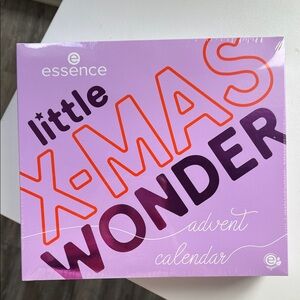 essence
little
X-MAS
WONDER
advent
calendar